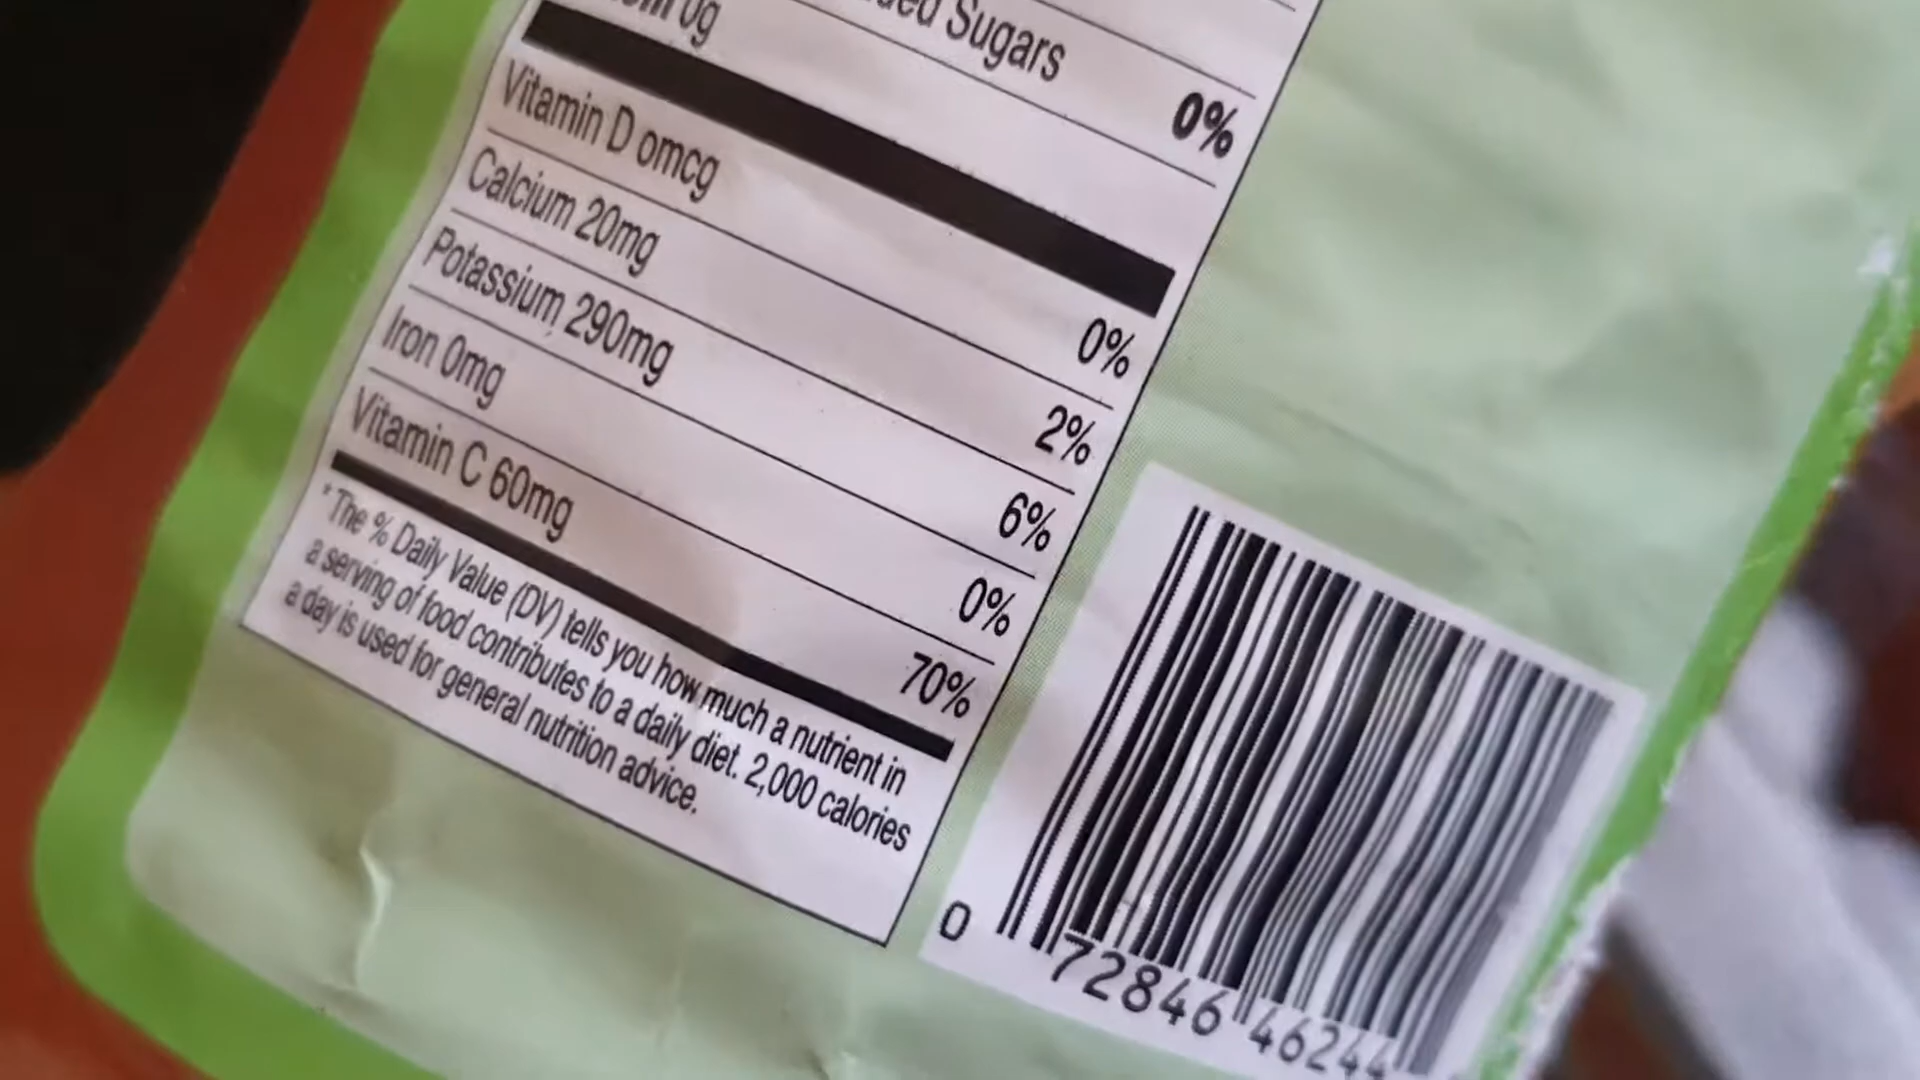 Sugars
0%
0g
Vitamin D omcg 0%
Calcium 20mg 2%
Potassium 290mg 6%
Iron 0mg 0%
Vitamin C 60mg 70%
* The % Daily Value (DV) tells you how much a nutrient in
a serving of food contributes to a daily diet. 2,000 calories
a day is used for general nutrition advice.
0 72846 46244